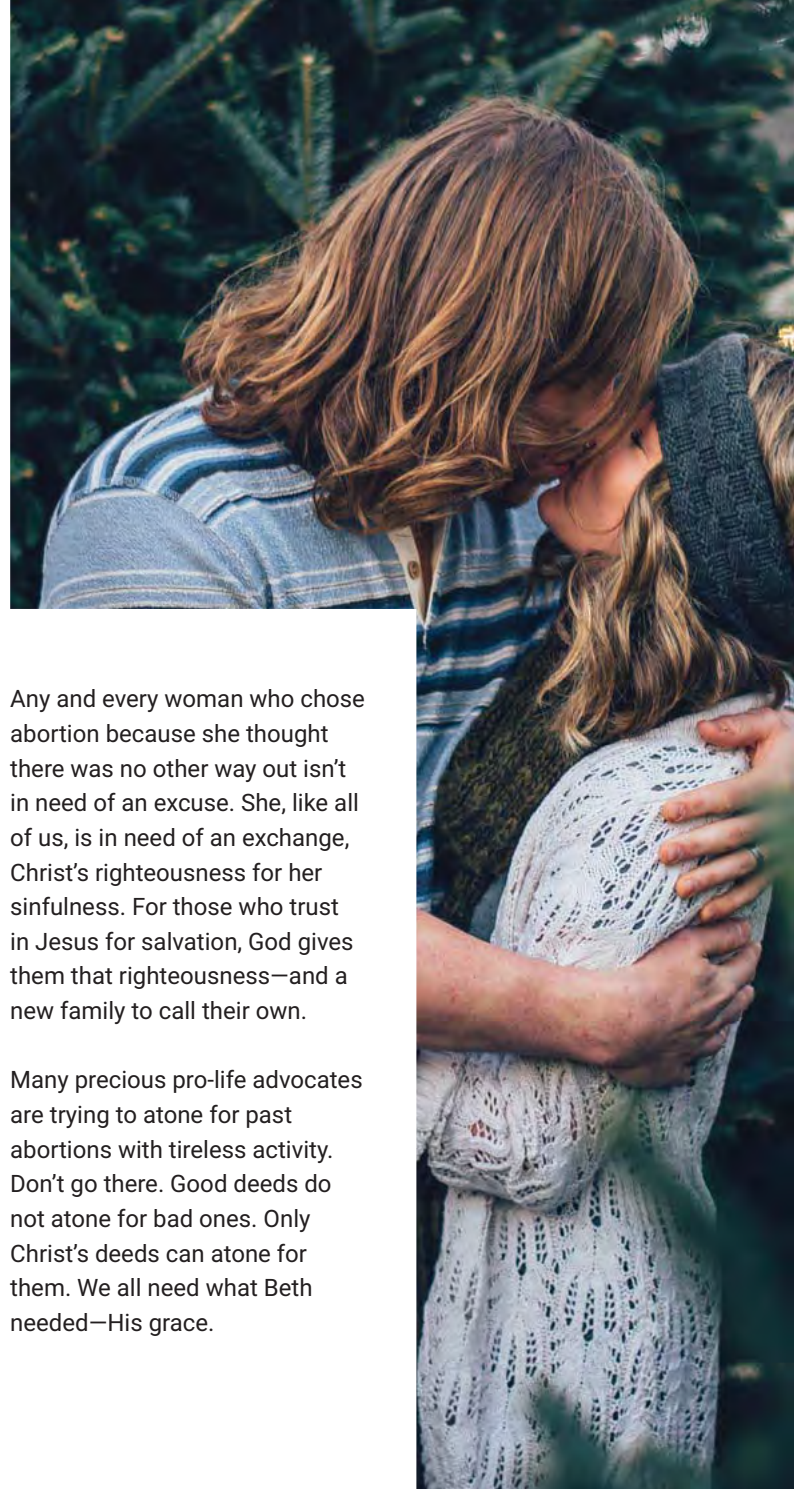 Any and every woman who chose
abortion because she thought
there was no other way out isn’t
in need of an excuse. She, like all
of us, is in need of an exchange,
Christ’s righteousness for her
sinfulness. For those who trust
in Jesus for salvation, God gives
them that righteousness—and a
new family to call their own.
Many precious pro-life advocates
are trying to atone for past
abortions with tireless activity.
Don’t go there. Good deeds do
not atone for bad ones. Only
Christ’s deeds can atone for
them. We all need what Beth
needed—His grace.